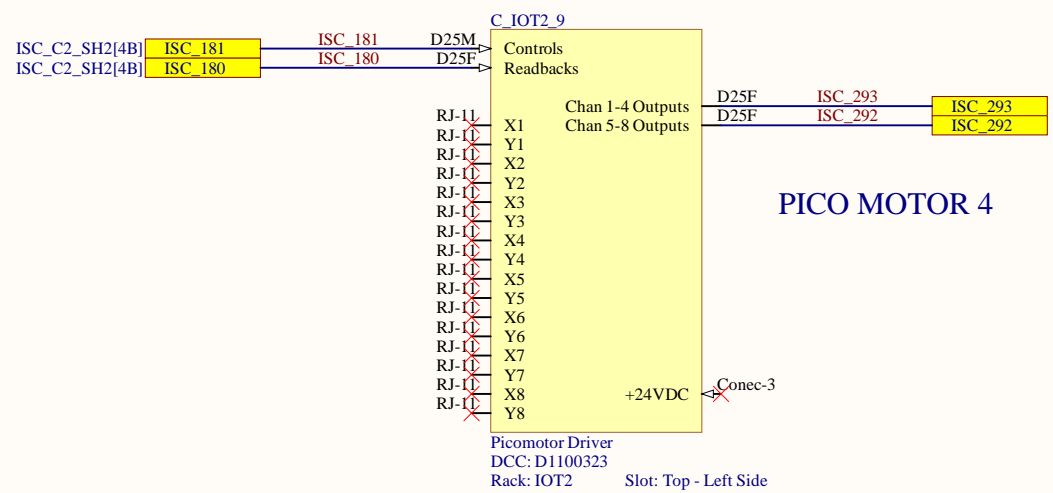 C_IOT2_9
ISC_C2_SH2[4B] ISC_181 ISC_181 D25M Controls
ISC_C2_SH2[4B] ISC_180 ISC_180 D25F Readbacks
Chan 1-4 Outputs D25F ISC_293 ISC_293
Chan 5-8 Outputs D25F ISC_292 ISC_292
RJ-11 X1
RJ-11 Y1
RJ-11 X2
RJ-11 Y2
RJ-11 X3
RJ-11 Y3
RJ-11 X4
RJ-11 Y4
RJ-11 X5
RJ-11 Y5
RJ-11 X6
RJ-11 Y6
RJ-11 X7
RJ-11 Y7
RJ-11 X8
RJ-11 Y8
PICO MOTOR 4
+24VDC Conec-3
Picomotor Driver
DCC: D1100323
Rack: IOT2 Slot: Top - Left Side